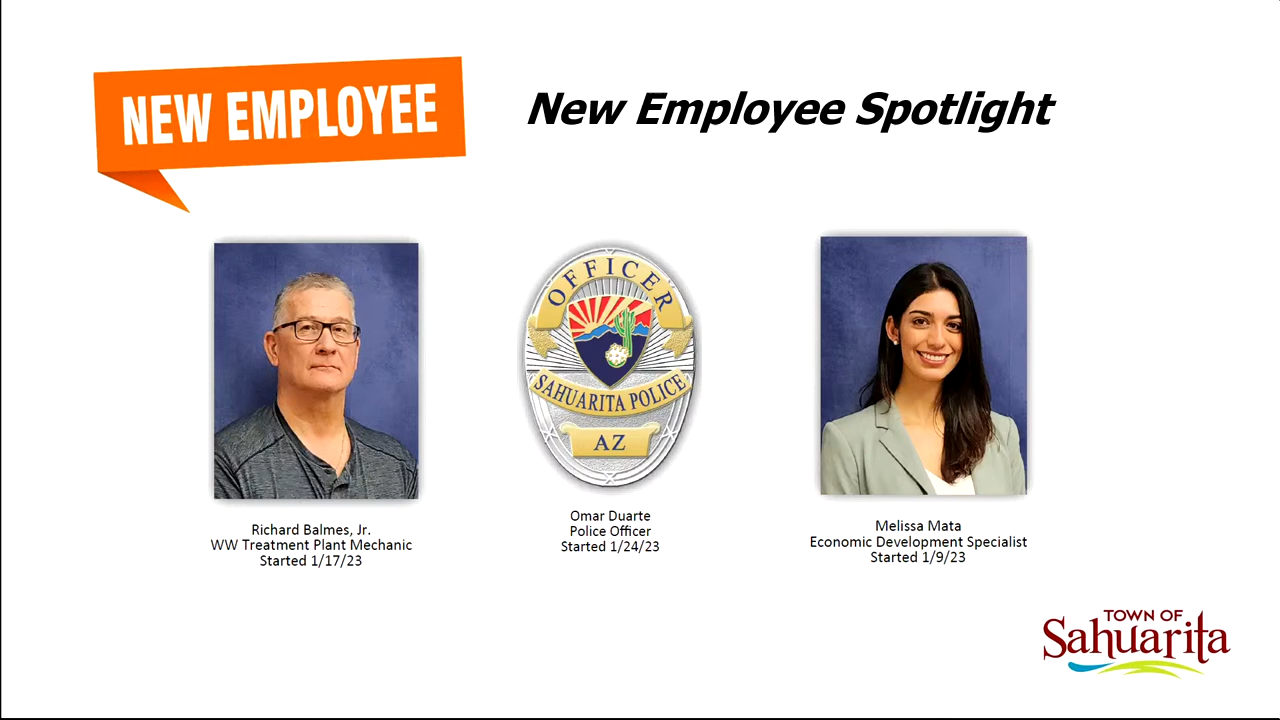 NEW EMPLOYEE
New Employee Spotlight
OFFICER
SAHUARITA POLICE
AZ
Richard Balmes, Jr.
WW Treatment Plant Mechanic
Started 1/17/23
Omar Duarte
Police Officer
Started 1/24/23
Melissa Mata
Economic Development Specialist
Started 1/9/23
TOWN OF
Sahuarita